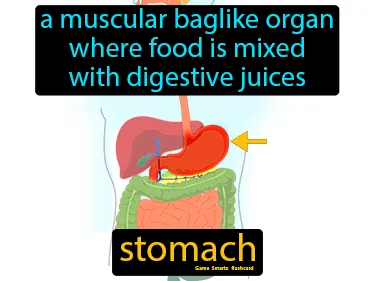 a muscular baglike organ
where food is mixed
with digestive juices
stomach
Game Smartz flashcard